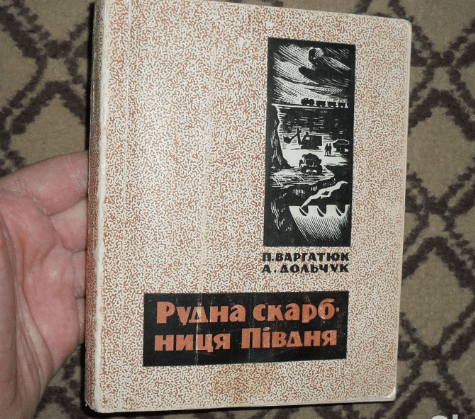 П. ВАРГАТЮК
А. ДОЛЬЧУК
Рудна скарб-
ниця Півдня